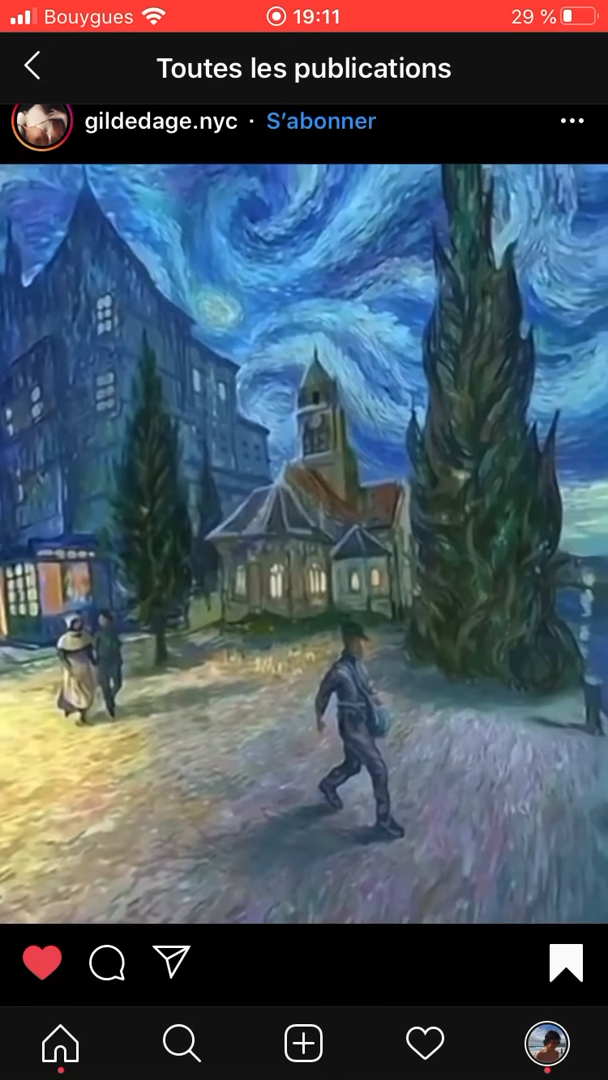 Bouygues 19:11 29 %
Toutes les publications
gildedage.nyc · S'abonner